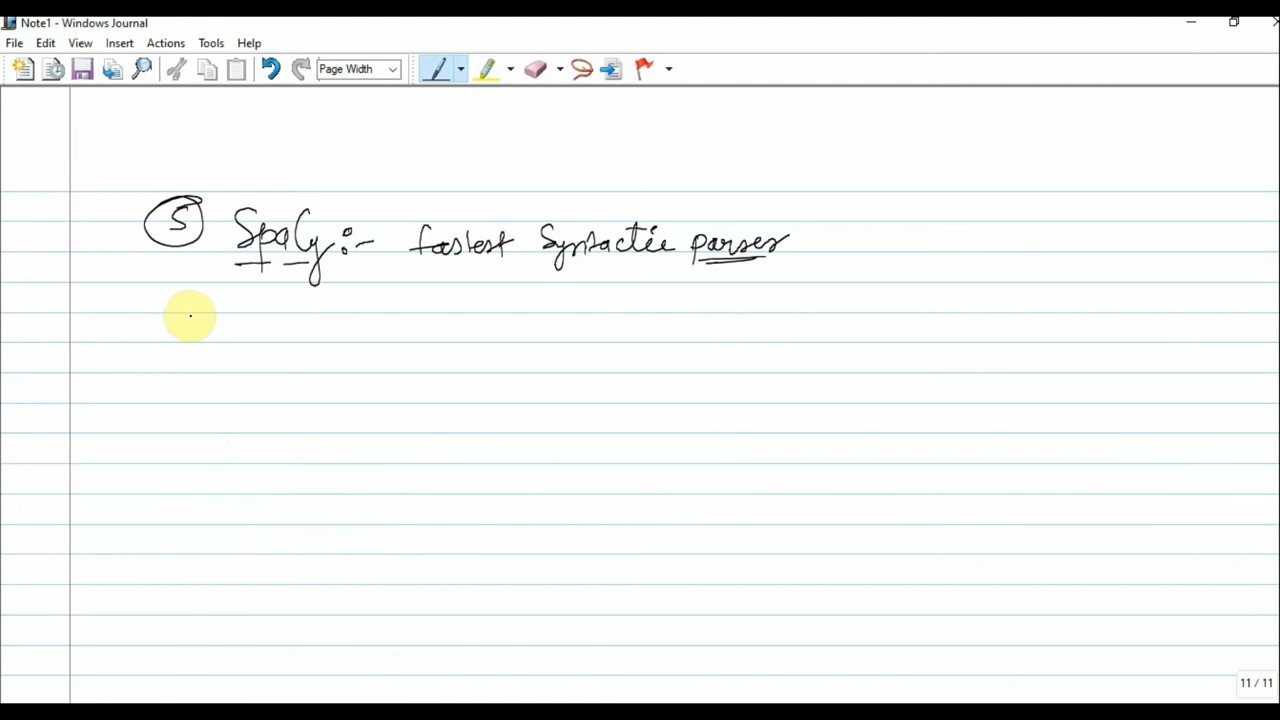 Note1 - Windows Journal
File Edit View Insert Actions Tools Help
Page Width
5 SpaCy :- fastest Syntactic parser
11 / 11